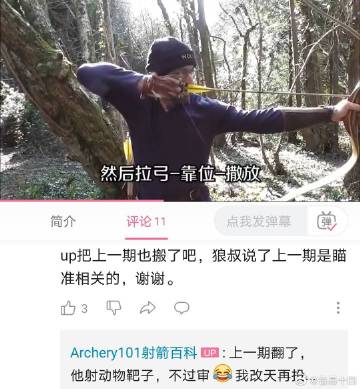 然后拉弓-靠位-撒放
简介
评论 11
点我发弹幕
弹
up把上一期也搬了吧，狼叔说了上一期是瞄
准相关的，谢谢。
3
Archery101射箭百科 UP : 上一期翻了，
他射动物靶子，不过审😂我改天再投。